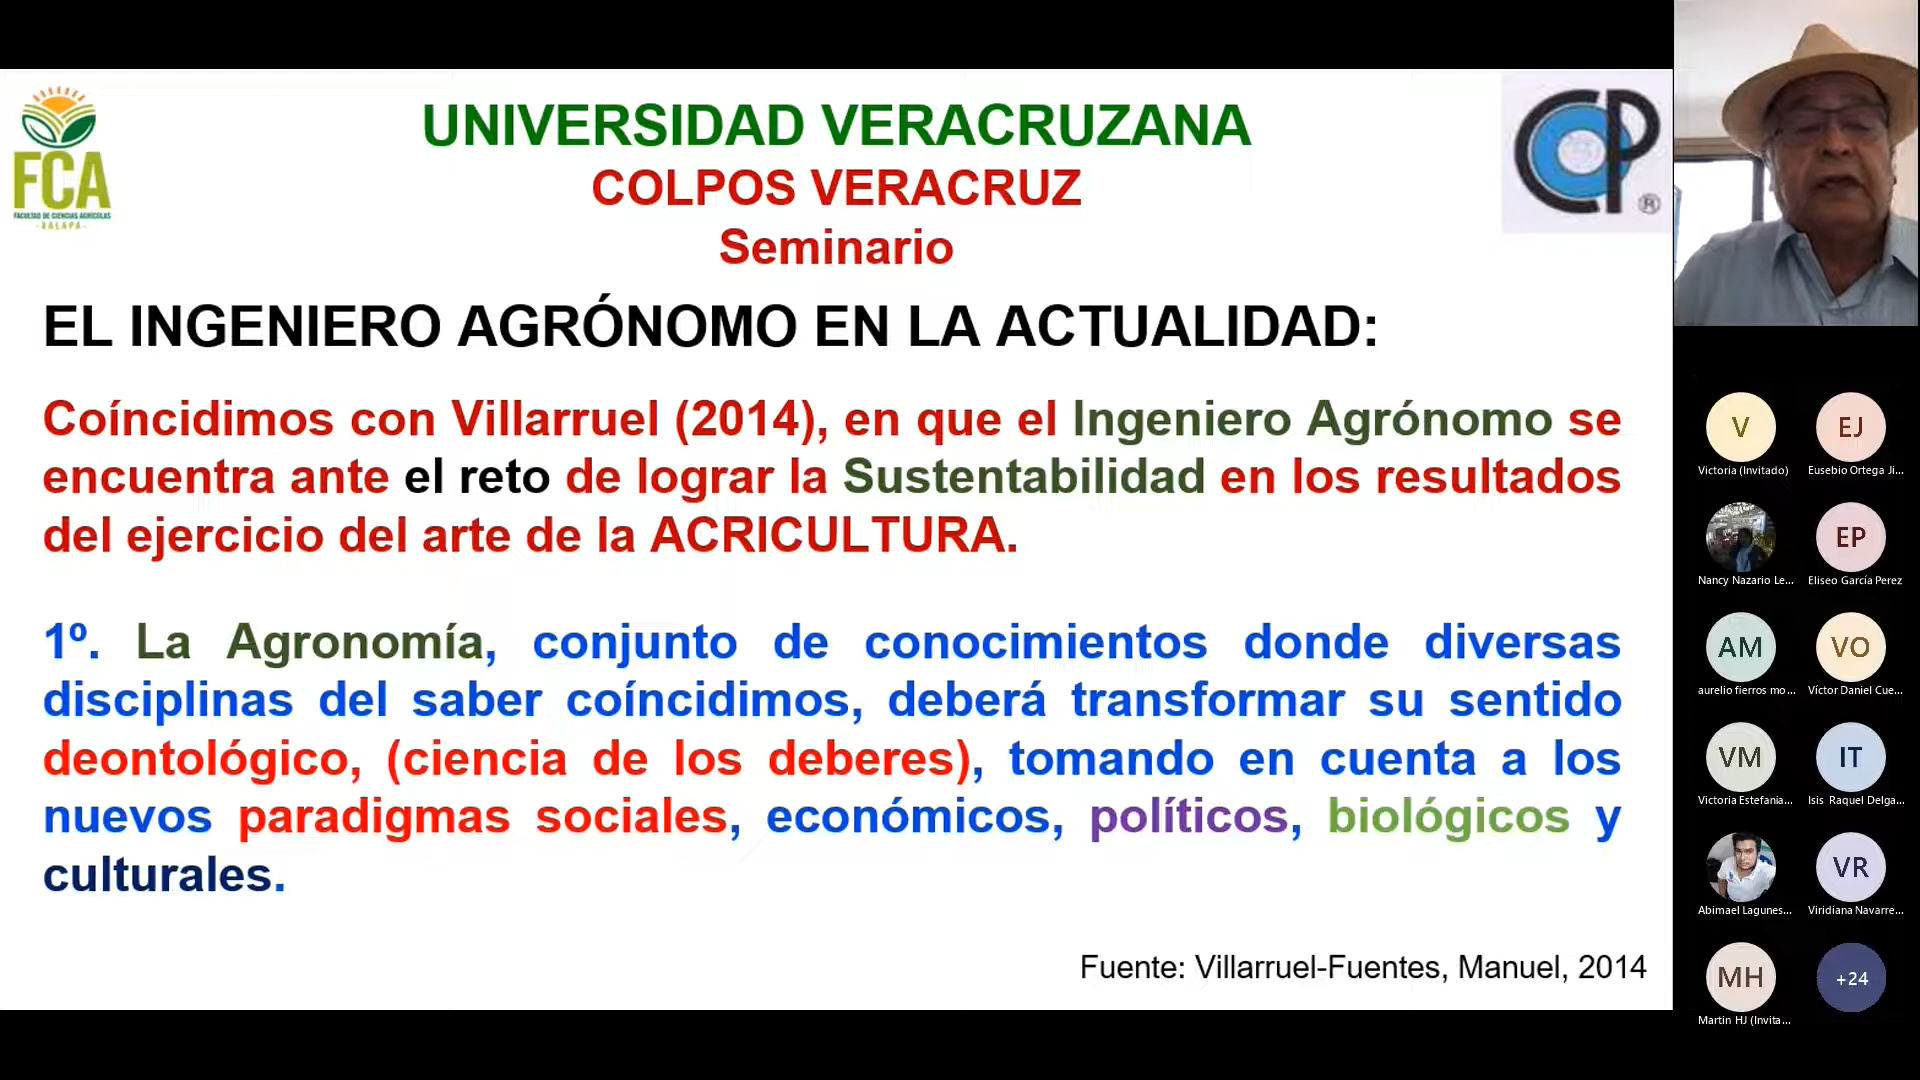 FCA
FACULTAD DE CIENCIAS AGRÍCOLAS
-XALAPA-
UNIVERSIDAD VERACRUZANA
COLPOS VERACRUZ
Seminario
CP
®
EL INGENIERO AGRÓNOMO EN LA ACTUALIDAD:
Coíncidimos con Villarruel (2014), en que el Ingeniero Agrónomo se
encuentra ante el reto de lograr la Sustentabilidad en los resultados
del ejercicio del arte de la ACRICULTURA.
1º. La Agronomía, conjunto de conocimientos donde diversas
disciplinas del saber coíncidimos, deberá transformar su sentido
deontológico, (ciencia de los deberes), tomando en cuenta a los
nuevos paradigmas sociales, económicos, políticos, biológicos y
culturales.
Fuente: Villarruel-Fuentes, Manuel, 2014
V
Victoria (Invitado)
EJ
Eusebio Ortega Ji...
Nancy Nazario Le...
EP
Eliseo García Perez
AM
aurelio fierros mo...
VO
Víctor Daniel Cue...
VM
Victoria Estefania...
IT
Isis Raquel Delga...
Abimael Lagunes...
VR
Viridiana Navarre...
MH
Martin HJ (Invita...
+24